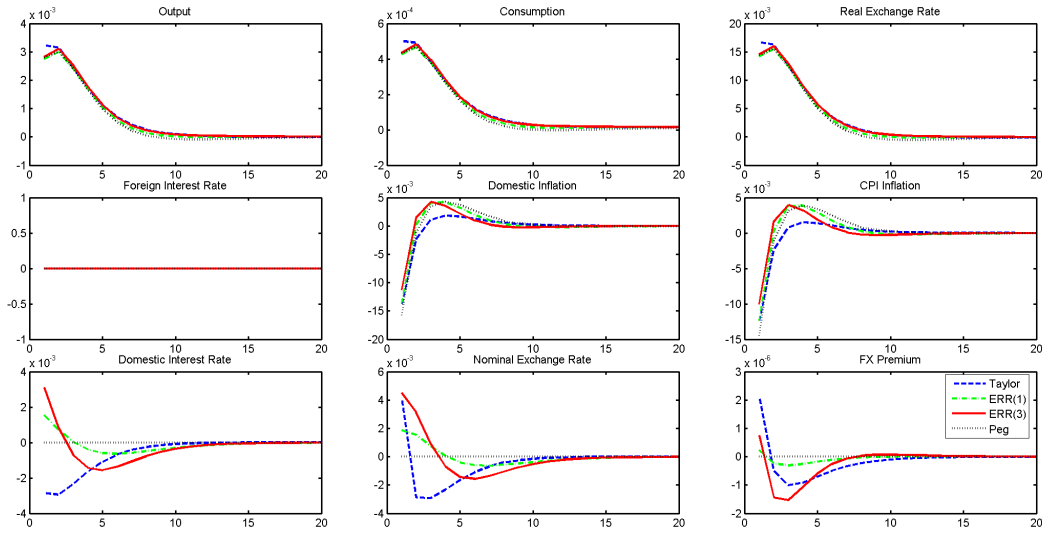 Output
Consumption
Real Exchange Rate
x 10-3
x 10-4
x 10-3
4
3
2
1
0
-1
0 5 10 15 20
6
4
2
0
-2
0 5 10 15 20
20
15
10
5
0
-5
0 5 10 15 20
Foreign Interest Rate
Domestic Inflation
CPI Inflation
x 10-3
x 10-3
1
0.5
0
-0.5
-1
0 5 10 15 20
5
0
-5
-10
-15
-20
0 5 10 15 20
5
0
-5
-10
-15
0 5 10 15 20
Domestic Interest Rate
Nominal Exchange Rate
FX Premium
x 10-3
x 10-3
x 10-6
4
2
0
-2
-4
0 5 10 15 20
6
4
2
0
-2
-4
0 5 10 15 20
3
2
1
0
-1
-2
0 5 10 15 20
Taylor
ERR(1)
ERR(3)
Peg